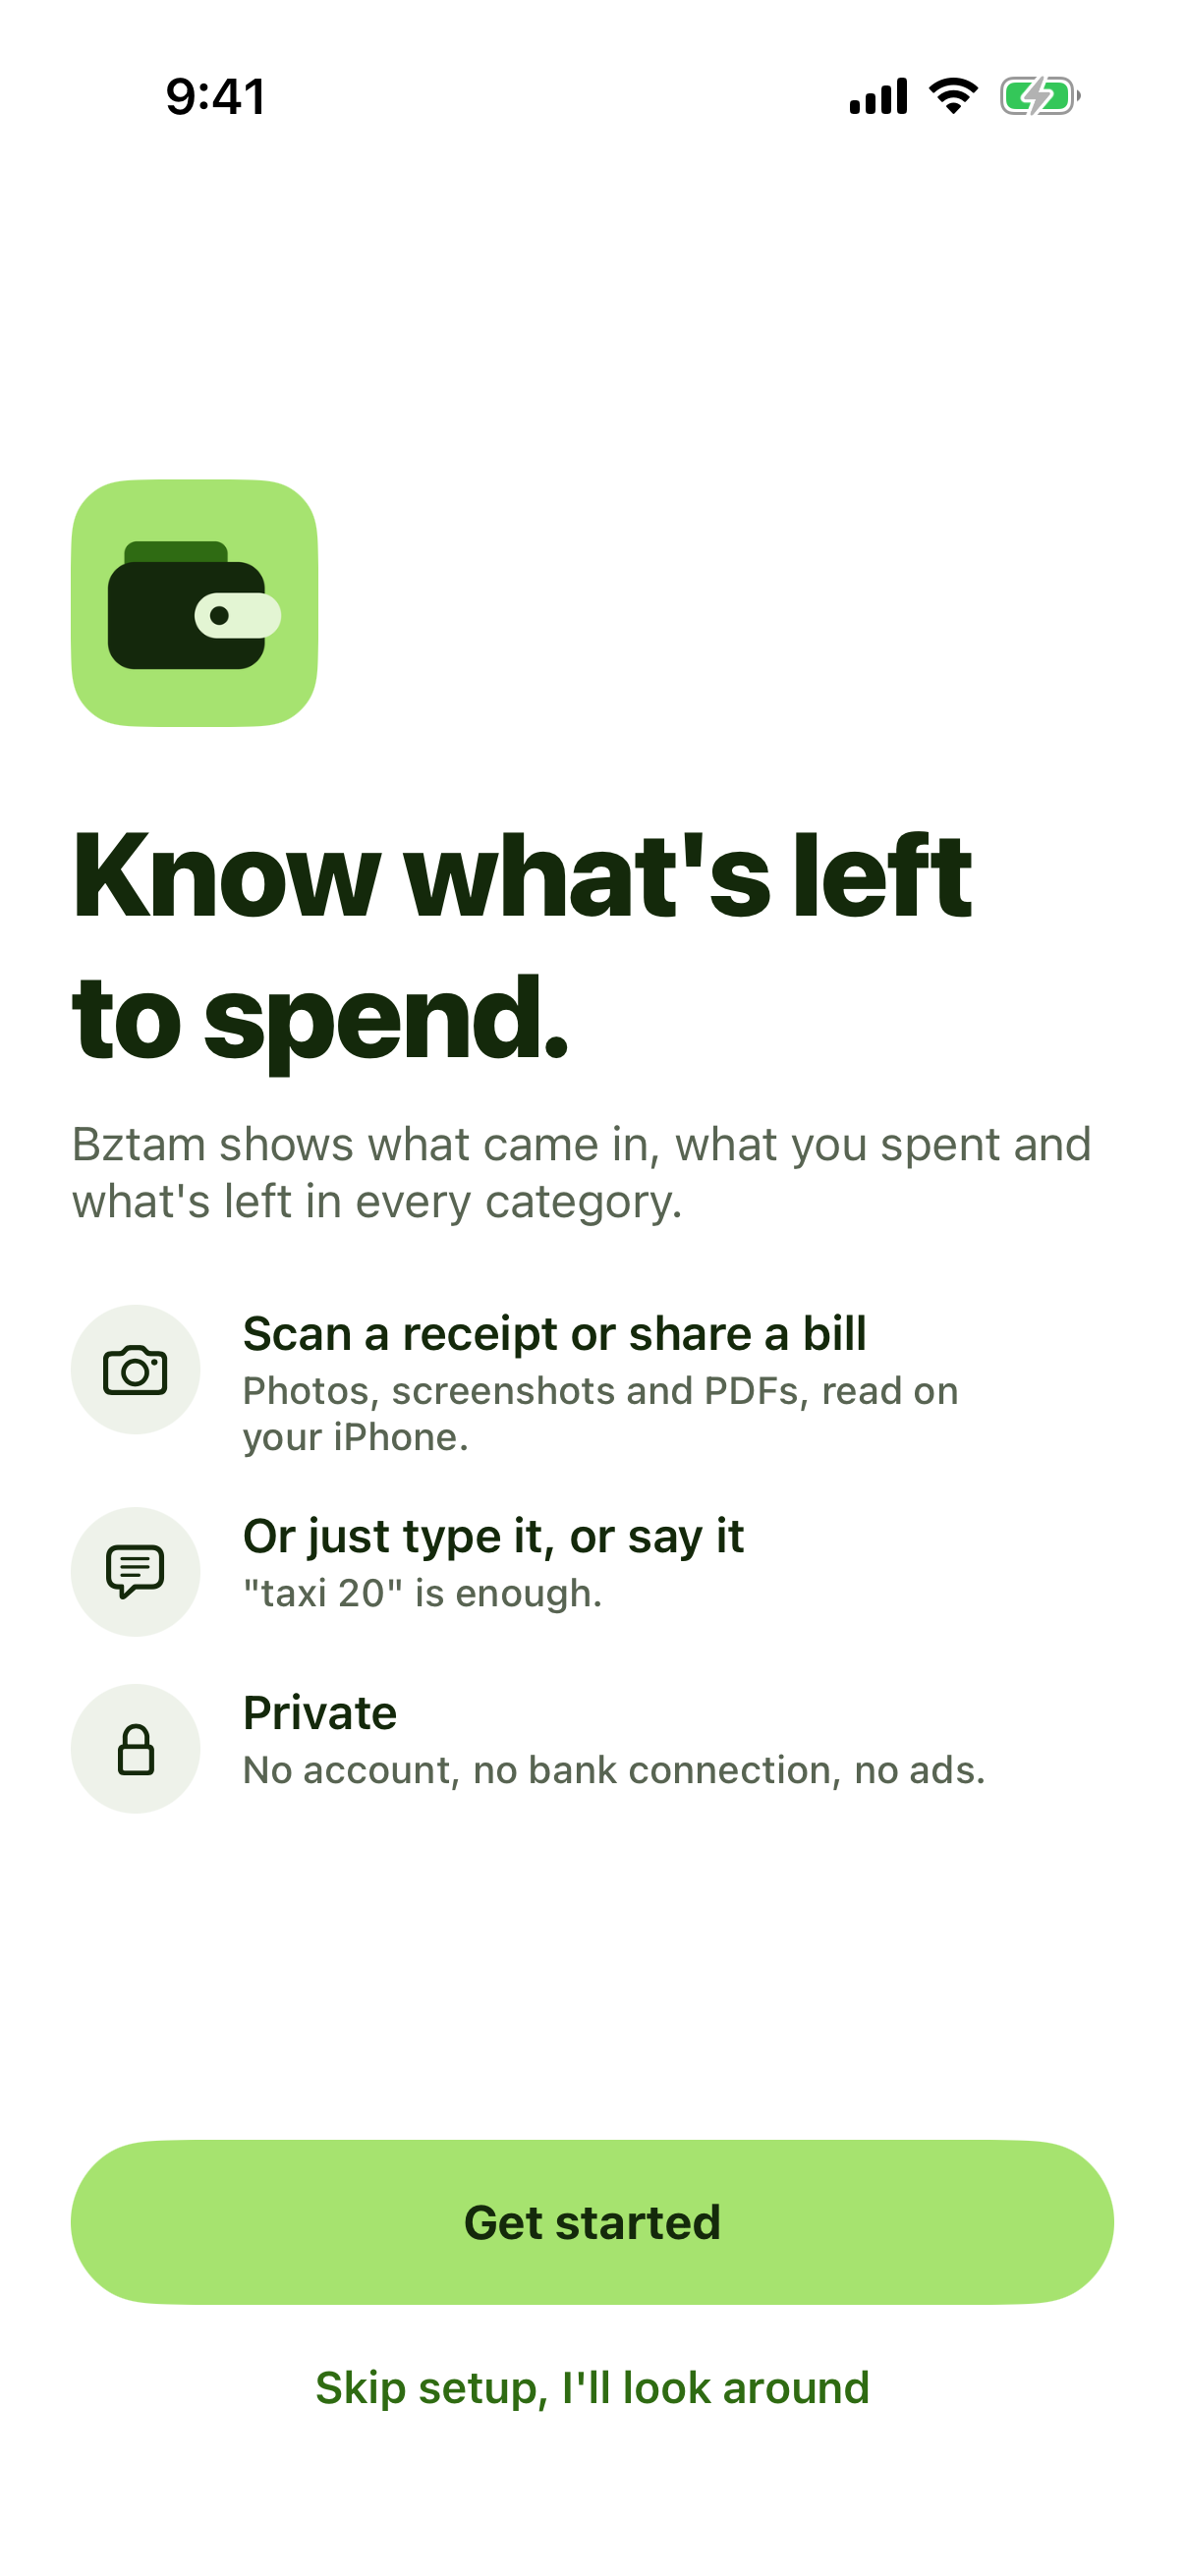 9:41
Know what's left
to spend.
Bztam shows what came in, what you spent and
what's left in every category.
Scan a receipt or share a bill
Photos, screenshots and PDFs, read on
your iPhone.
Or just type it, or say it
"taxi 20" is enough.
Private
No account, no bank connection, no ads.
Get started
Skip setup, I'll look around